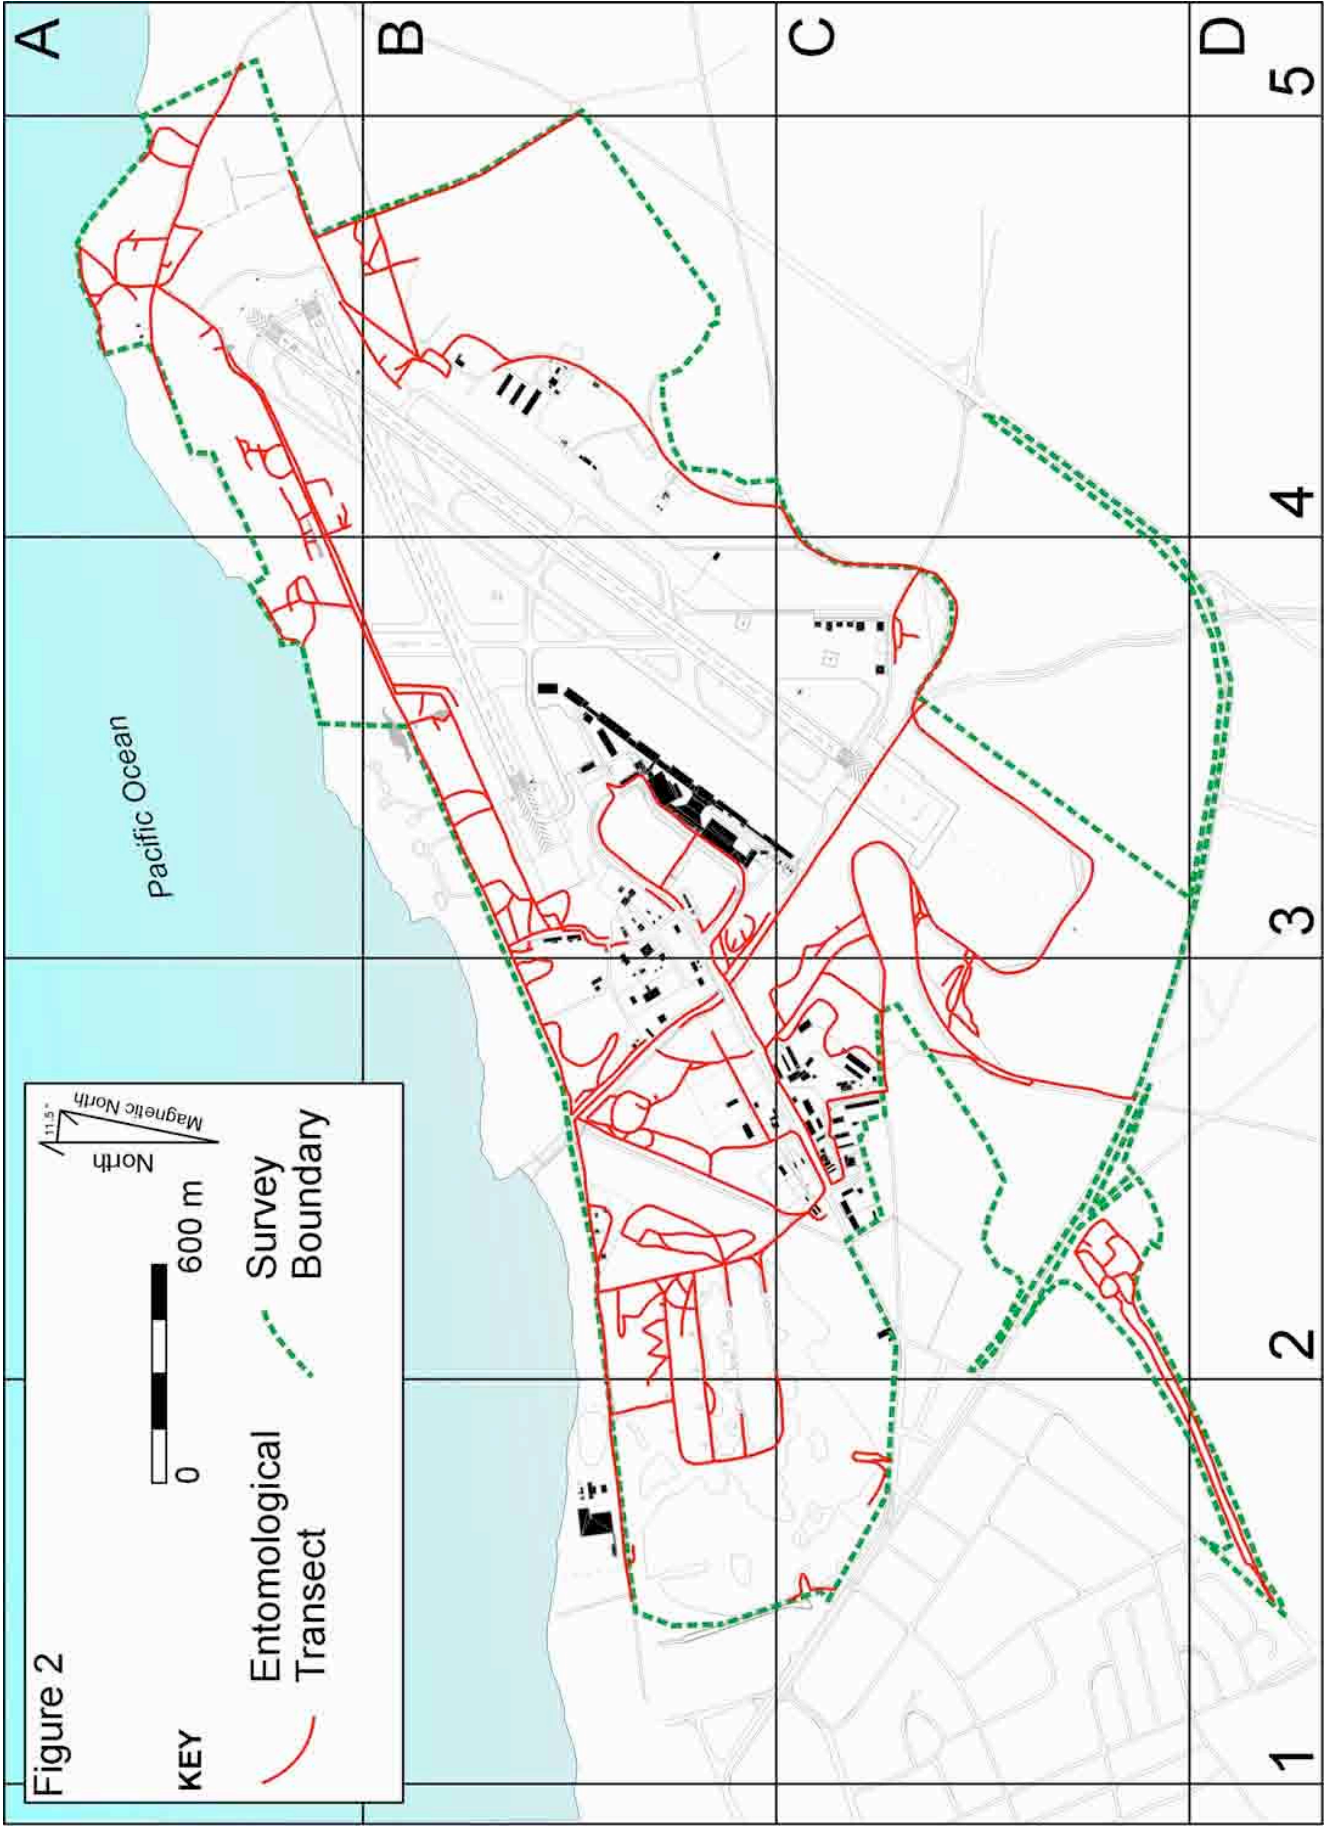 Figure 2
KEY
0
600 m
North
Magnetic North
11.5 °
Entomological
Transect
Survey
Boundary
Pacific Ocean
A
B
C
D
1
2
3
4
5